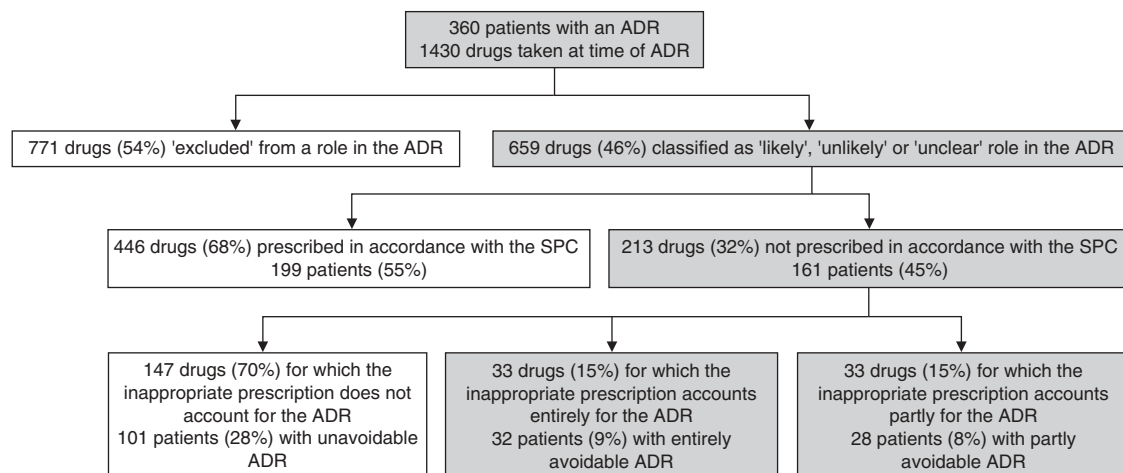 360 patients with an ADR
1430 drugs taken at time of ADR
771 drugs (54%) 'excluded' from a role in the ADR
659 drugs (46%) classified as 'likely', 'unlikely' or 'unclear' role in the ADR
446 drugs (68%) prescribed in accordance with the SPC
199 patients (55%)
213 drugs (32%) not prescribed in accordance with the SPC
161 patients (45%)
147 drugs (70%) for which the
inappropriate prescription does not
account for the ADR
101 patients (28%) with unavoidable
ADR
33 drugs (15%) for which the
inappropriate prescription accounts
entirely for the ADR
32 patients (9%) with entirely
avoidable ADR
33 drugs (15%) for which the
inappropriate prescription accounts
partly for the ADR
28 patients (8%) with partly
avoidable ADR